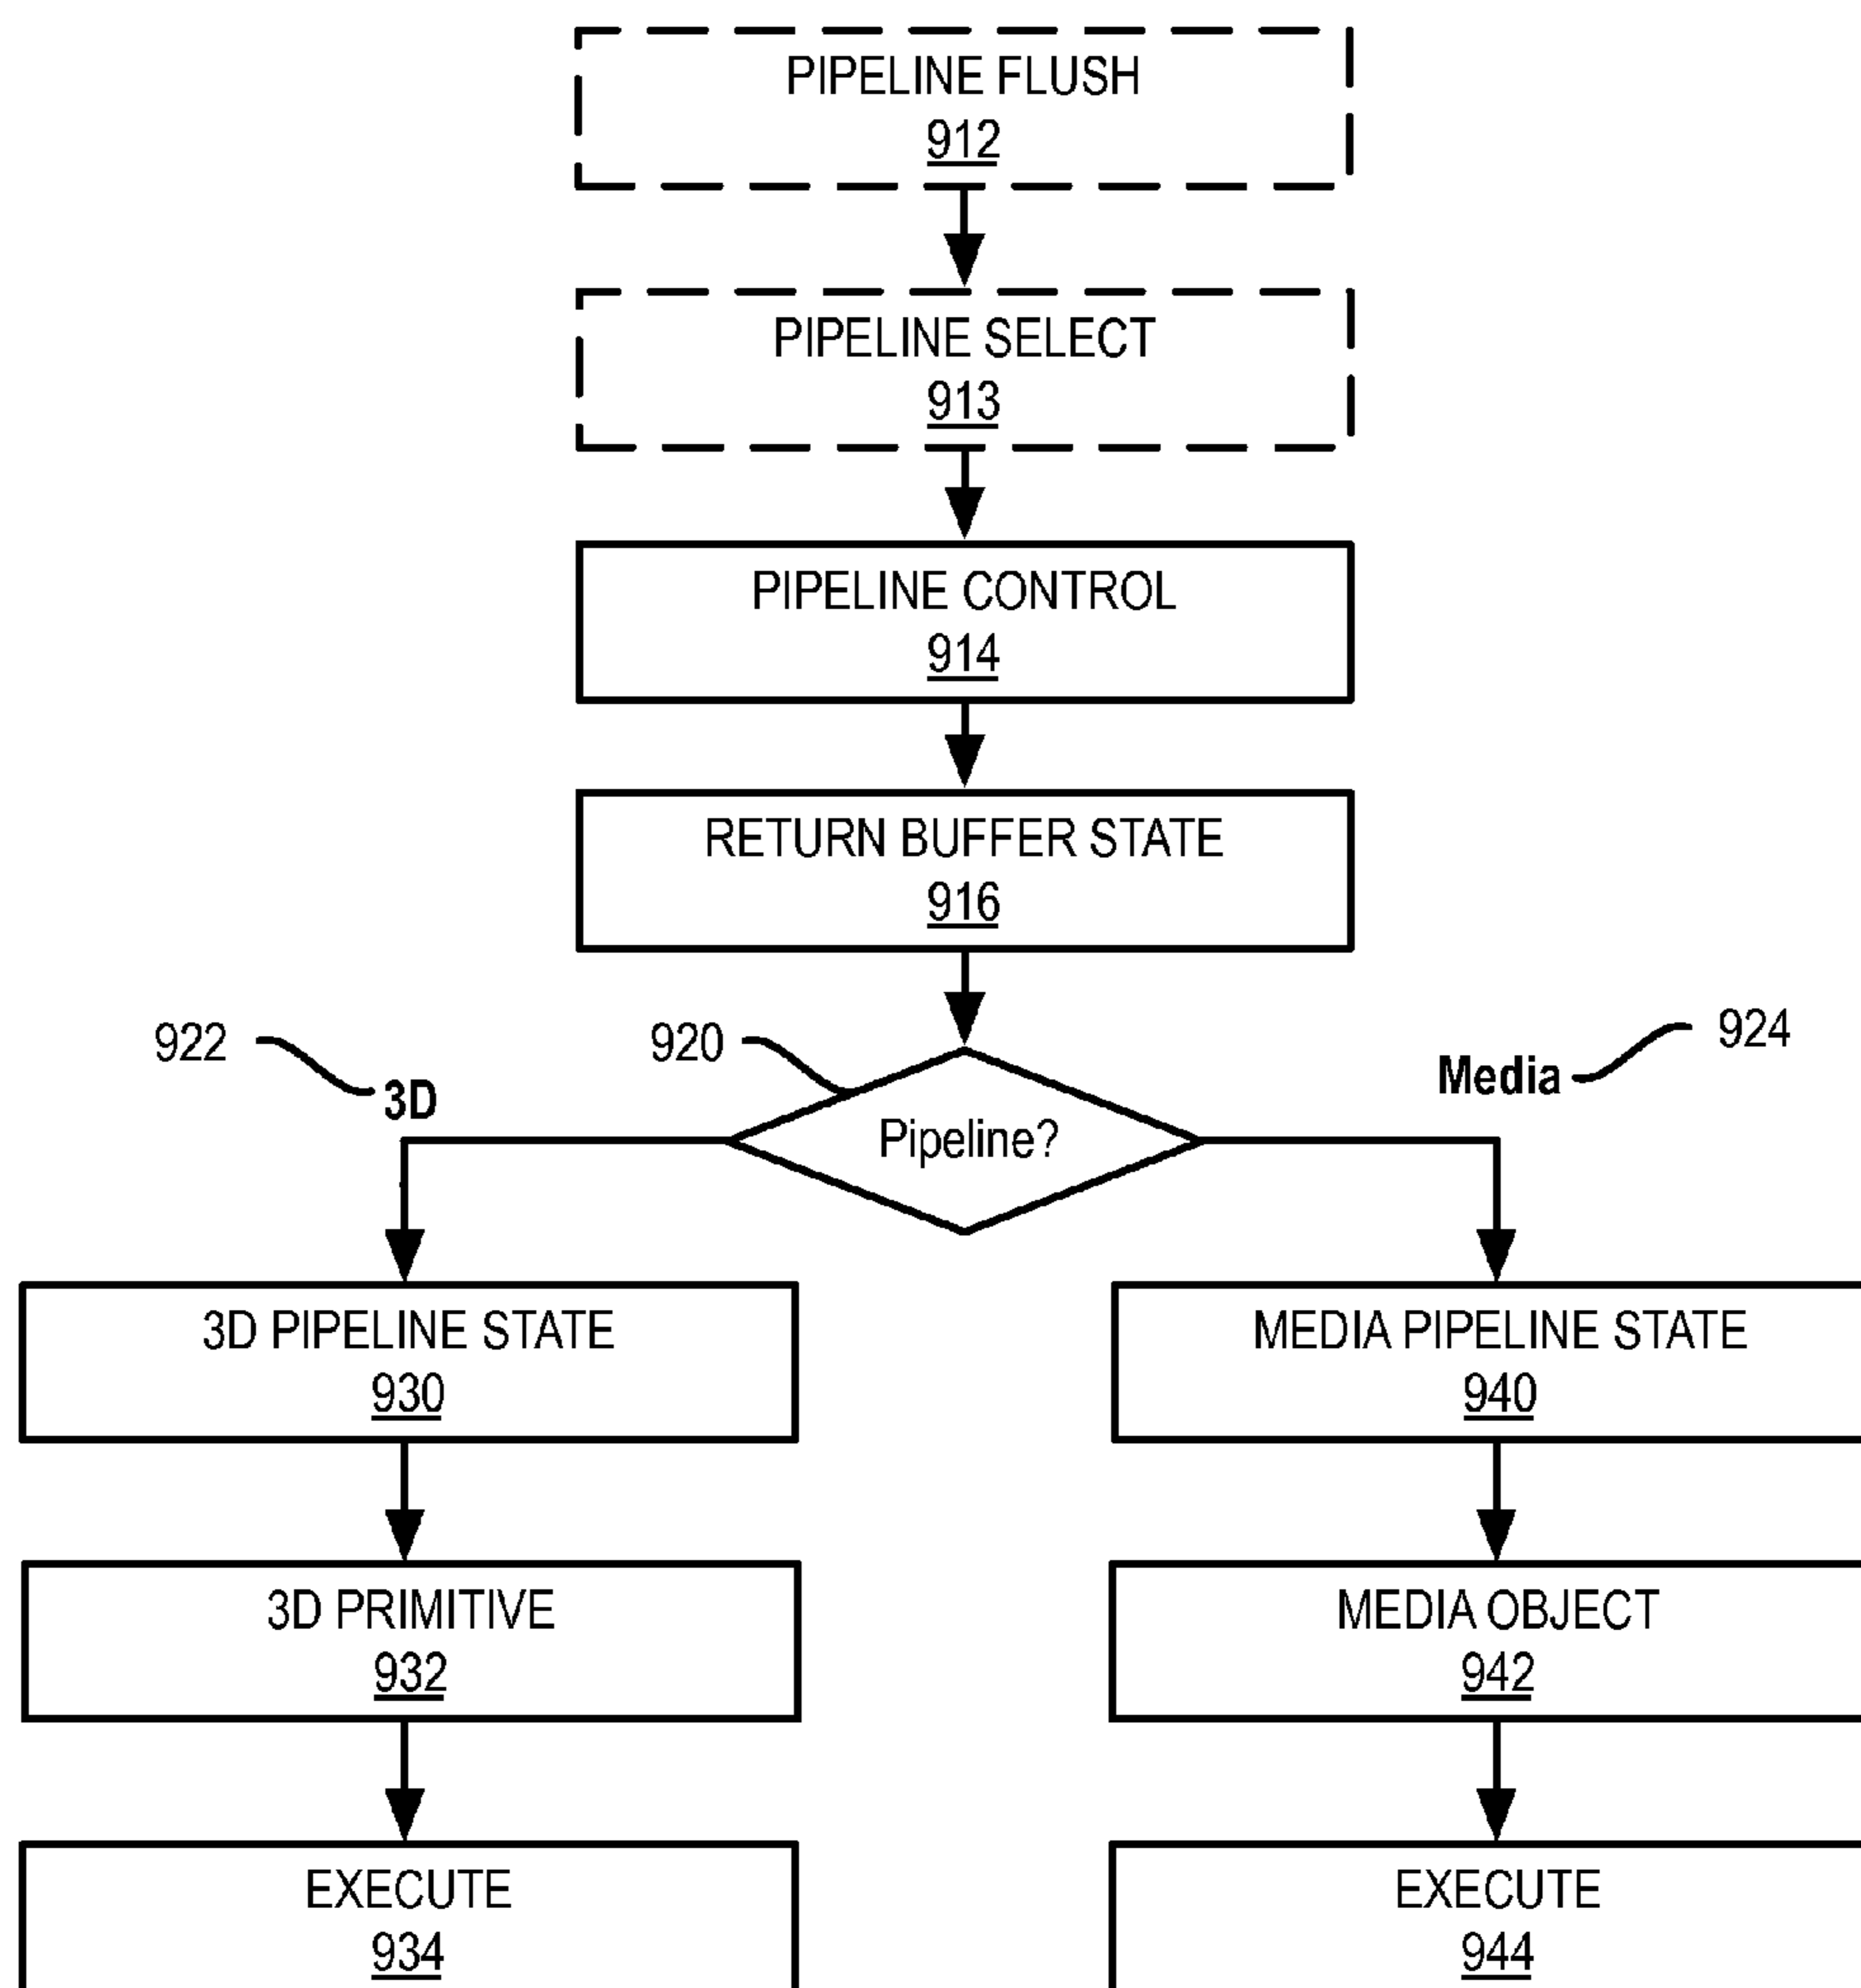 PIPELINE FLUSH
912
PIPELINE SELECT
913
PIPELINE CONTROL
914
RETURN BUFFER STATE
916
922
3D
920
Pipeline?
Media
924
3D PIPELINE STATE
930
MEDIA PIPELINE STATE
940
3D PRIMITIVE
932
MEDIA OBJECT
942
EXECUTE
934
EXECUTE
944